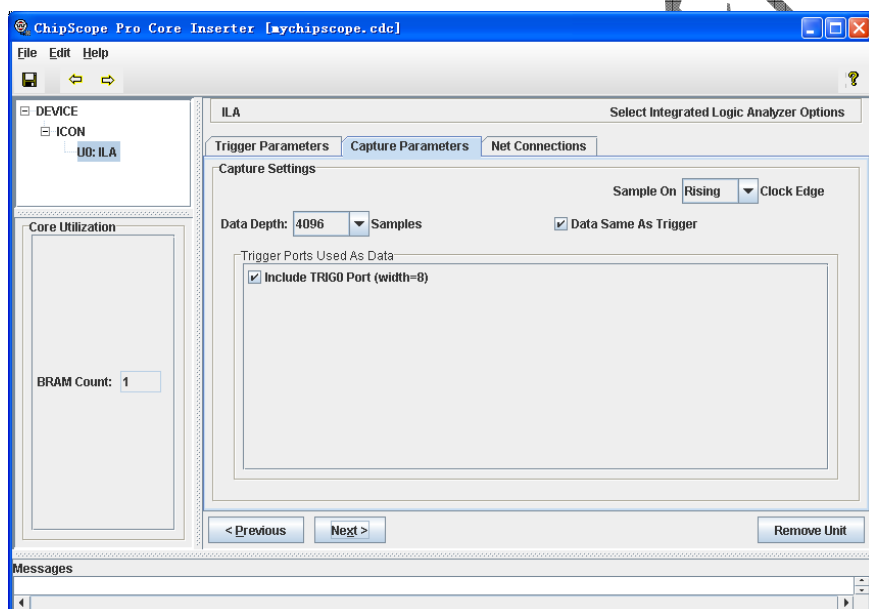 ChipScope Pro Core Inserter [mychipscope.cdc]
File Edit Help
DEVICE
ICON
U0: ILA
ILA Select Integrated Logic Analyzer Options
Trigger Parameters Capture Parameters Net Connections
Capture Settings
Sample On Rising Clock Edge
Data Depth: 4096 Samples Data Same As Trigger
Core Utilization
Trigger Ports Used As Data
Include TRIG0 Port (width=8)
BRAM Count: 1
< Previous Next > Remove Unit
Messages